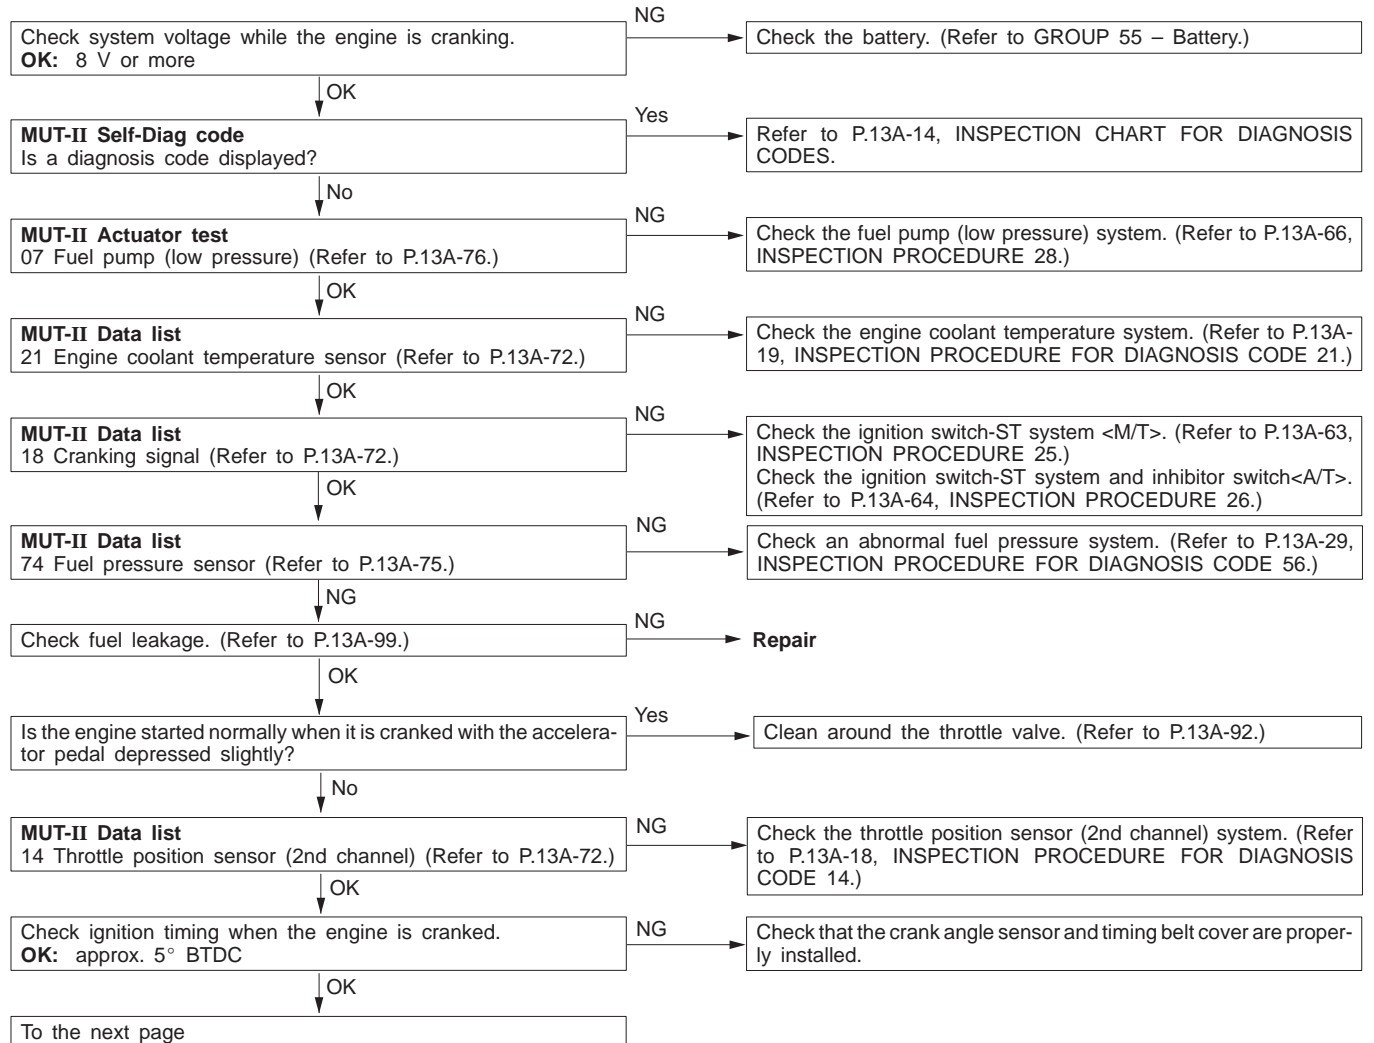 NG
Check system voltage while the engine is cranking.
OK: 8 V or more
Check the battery. (Refer to GROUP 55 – Battery.)
OK
Yes
MUT-II Self-Diag code
Is a diagnosis code displayed?
Refer to P.13A-14, INSPECTION CHART FOR DIAGNOSIS
CODES.
No
NG
MUT-II Actuator test
07 Fuel pump (low pressure) (Refer to P.13A-76.)
Check the fuel pump (low pressure) system. (Refer to P.13A-66,
INSPECTION PROCEDURE 28.)
OK
NG
MUT-II Data list
21 Engine coolant temperature sensor (Refer to P.13A-72.)
Check the engine coolant temperature system. (Refer to P.13A-
19, INSPECTION PROCEDURE FOR DIAGNOSIS CODE 21.)
OK
NG
MUT-II Data list
18 Cranking signal (Refer to P.13A-72.)
Check the ignition switch-ST system <M/T>. (Refer to P.13A-63,
INSPECTION PROCEDURE 25.)
Check the ignition switch-ST system and inhibitor switch<A/T>.
(Refer to P.13A-64, INSPECTION PROCEDURE 26.)
OK
NG
MUT-II Data list
74 Fuel pressure sensor (Refer to P.13A-75.)
Check an abnormal fuel pressure system. (Refer to P.13A-29,
INSPECTION PROCEDURE FOR DIAGNOSIS CODE 56.)
NG
NG
Check fuel leakage. (Refer to P.13A-99.)
Repair
OK
Yes
Is the engine started normally when it is cranked with the accelera-
tor pedal depressed slightly?
Clean around the throttle valve. (Refer to P.13A-92.)
No
NG
MUT-II Data list
14 Throttle position sensor (2nd channel) (Refer to P.13A-72.)
Check the throttle position sensor (2nd channel) system. (Refer
to P.13A-18, INSPECTION PROCEDURE FOR DIAGNOSIS
CODE 14.)
OK
NG
Check ignition timing when the engine is cranked.
OK: approx. 5° BTDC
Check that the crank angle sensor and timing belt cover are proper-
ly installed.
OK
To the next page